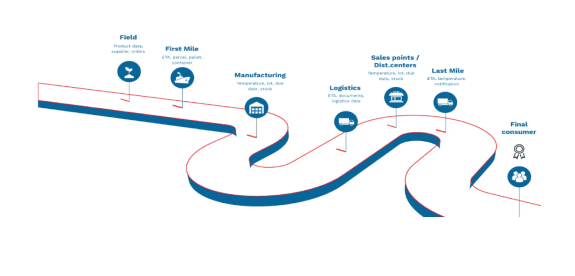 Field
Product data,
supplier, orders
First Mile
ETA, parcel, pallet,
container
Manufacturing
Temperature, lot, due
date, stock
Logistics
ETA, documents,
logistics data
Sales points /
Dist.centers
Temperature, lot, due
date, stock
Last Mile
ETA, temperature,
notification
Final
consumer